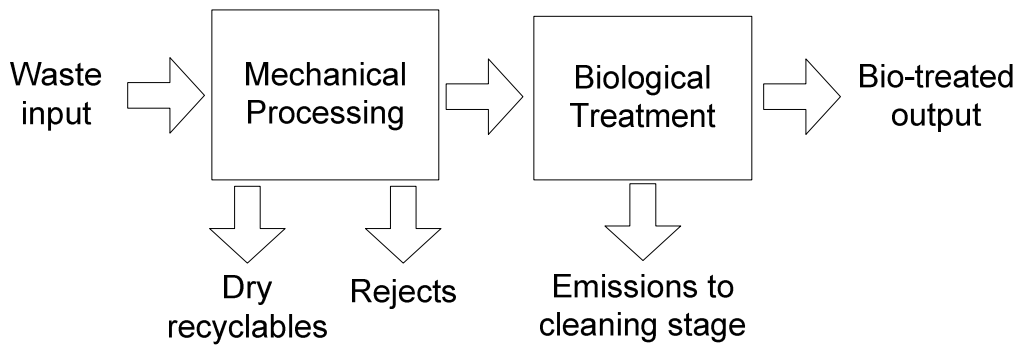 Waste
input
Mechanical
Processing
Biological
Treatment
Bio-treated
output
Dry
recyclables
Rejects
Emissions to
cleaning stage